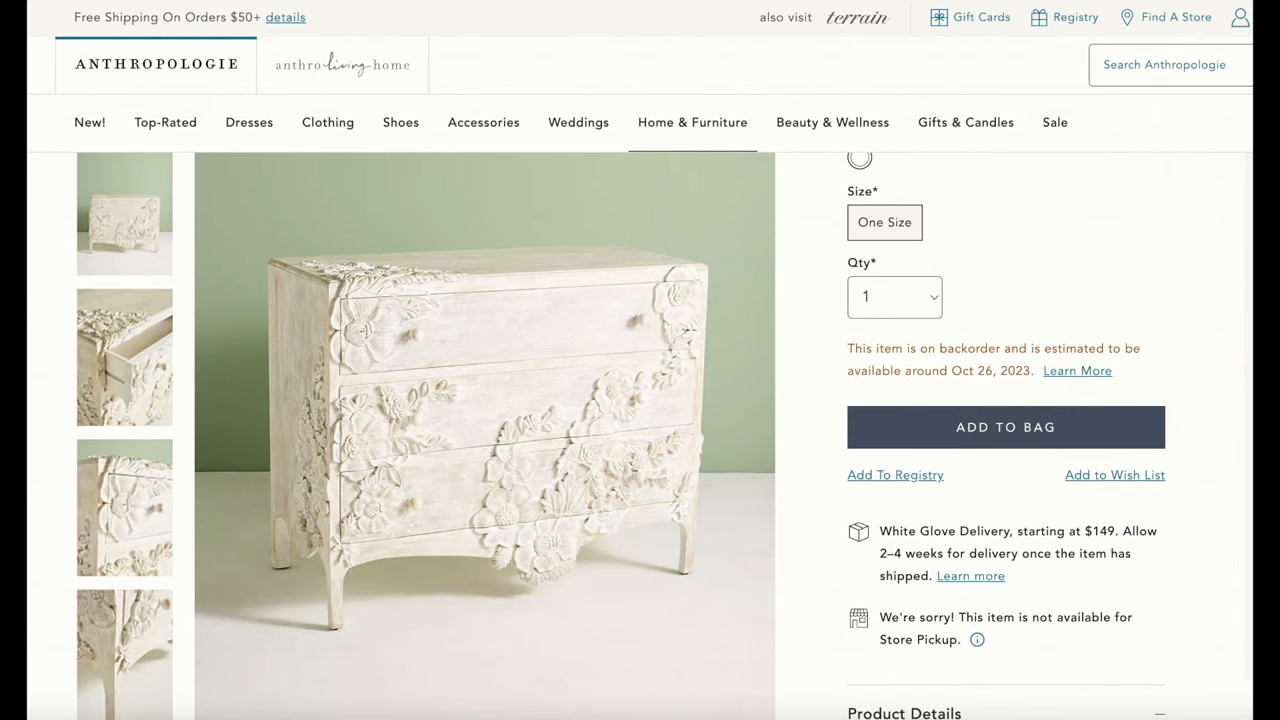 Free Shipping On Orders $50+ details
also visit terrain
Gift Cards
Registry
Find A Store
ANTHROPOLOGIE
anthroliving home
Search Anthropologie
New!
Top-Rated
Dresses
Clothing
Shoes
Accessories
Weddings
Home & Furniture
Beauty & Wellness
Gifts & Candles
Sale
Size*
One Size
Qty*
1
This item is on backorder and is estimated to be
available around Oct 26, 2023. Learn More
ADD TO BAG
Add To Registry
Add to Wish List
White Glove Delivery, starting at $149. Allow
2–4 weeks for delivery once the item has
shipped. Learn more
We're sorry! This item is not available for
Store Pickup.
Product Details